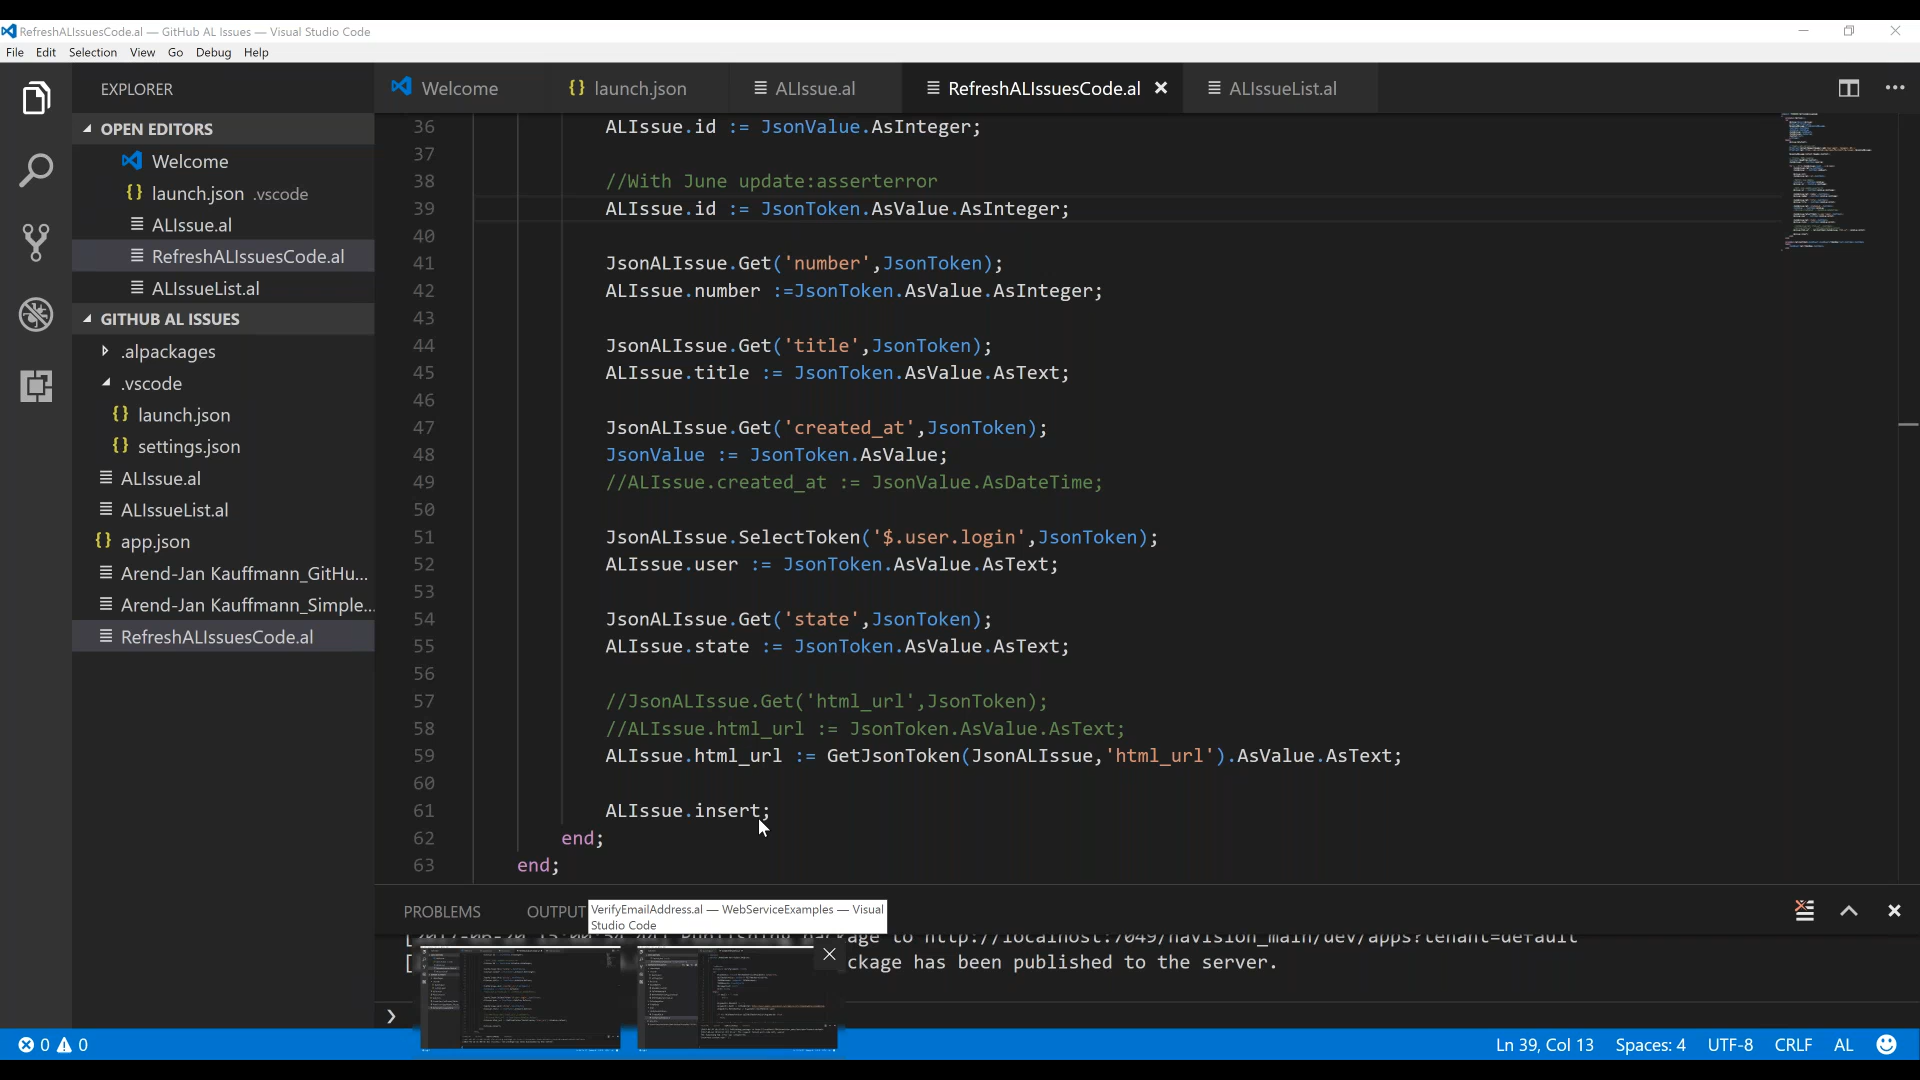 RefreshALIssuesCode.al — GitHub AL Issues — Visual Studio Code
File Edit Selection View Go Debug Help
EXPLORER
OPEN EDITORS
Welcome
launch.json .vscode
ALIssue.al
RefreshALIssuesCode.al
ALIssueList.al
GITHUB AL ISSUES
.alpackages
.vscode
launch.json
settings.json
ALIssue.al
ALIssueList.al
app.json
Arend-Jan Kauffmann_GitHu...
Arend-Jan Kauffmann_Simple...
RefreshALIssuesCode.al
Welcome launch.json ALIssue.al RefreshALIssuesCode.al ALIssueList.al
36 ALIssue.id := JsonValue.AsInteger;
37
38 //With June update:asserterror
39 ALIssue.id := JsonToken.AsValue.AsInteger;
40
41 JsonALIssue.Get('number',JsonToken);
42 ALIssue.number :=JsonToken.AsValue.AsInteger;
43
44 JsonALIssue.Get('title',JsonToken);
45 ALIssue.title := JsonToken.AsValue.AsText;
46
47 JsonALIssue.Get('created_at',JsonToken);
48 JsonValue := JsonToken.AsValue;
49 //ALIssue.created_at := JsonValue.AsDateTime;
50
51 JsonALIssue.SelectToken('$.user.login',JsonToken);
52 ALIssue.user := JsonToken.AsValue.AsText;
53
54 JsonALIssue.Get('state',JsonToken);
55 ALIssue.state := JsonToken.AsValue.AsText;
56
57 //JsonALIssue.Get('html_url',JsonToken);
58 //ALIssue.html_url := JsonToken.AsValue.AsText;
59 ALIssue.html_url := GetJsonToken(JsonALIssue,'html_url').AsValue.AsText;
60
61 ALIssue.insert;
62 end;
63 end;
PROBLEMS OUTPUT
VerifyEmailAddress.al — WebServiceExamples — Visual
Studio Code
package to http://localhost:7049/navision_main/dev/apps?tenant=default
ckage has been published to the server.
0 0
Ln 39, Col 13 Spaces: 4 UTF-8 CRLF AL